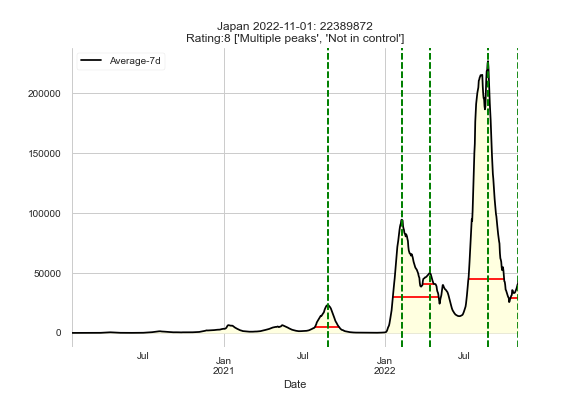 Japan 2022-11-01: 22389872
Rating:8 ['Multiple peaks', 'Not in control']
Average-7d
200000
150000
100000
50000
0
Jul
Jan
2021
Jul
Jan
2022
Jul
Date